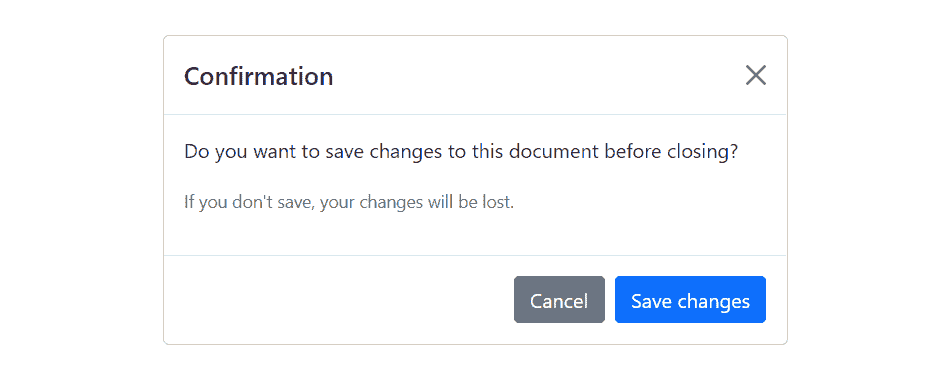 Confirmation
Do you want to save changes to this document before closing?
If you don't save, your changes will be lost.
Cancel
Save changes